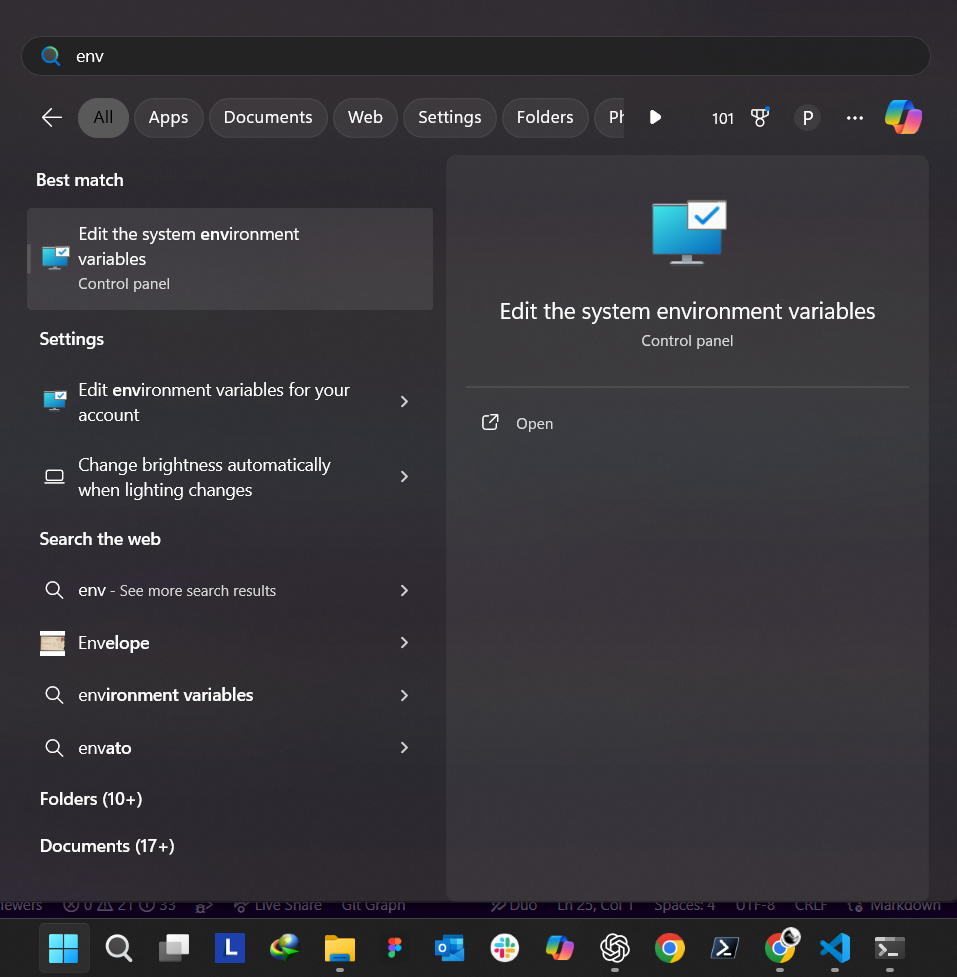 env
All Apps Documents Web Settings Folders Ph 101 P
Best match
Edit the system environment
variables
Control panel
Settings
Edit environment variables for your
account
Change brightness automatically
when lighting changes
Search the web
env - See more search results
Envelope
environment variables
envato
Folders (10+)
Documents (17+)
Edit the system environment variables
Control panel
Open
iewers 0 21 33 Live Share Git Graph Duo Ln 25, Col 1 Spaces: 4 UTF-8 CRLF Markdown
L